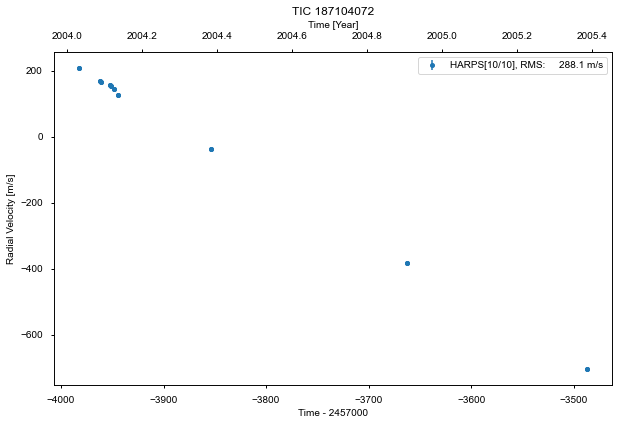 TIC 187104072
Time [Year]
2004.0 2004.2 2004.4 2004.6 2004.8 2005.0 2005.2 2005.4
HARPS[10/10], RMS: 288.1 m/s
200
0
−200
−400
−600
Radial Velocity [m/s]
−4000 −3900 −3800 −3700 −3600 −3500
Time - 2457000